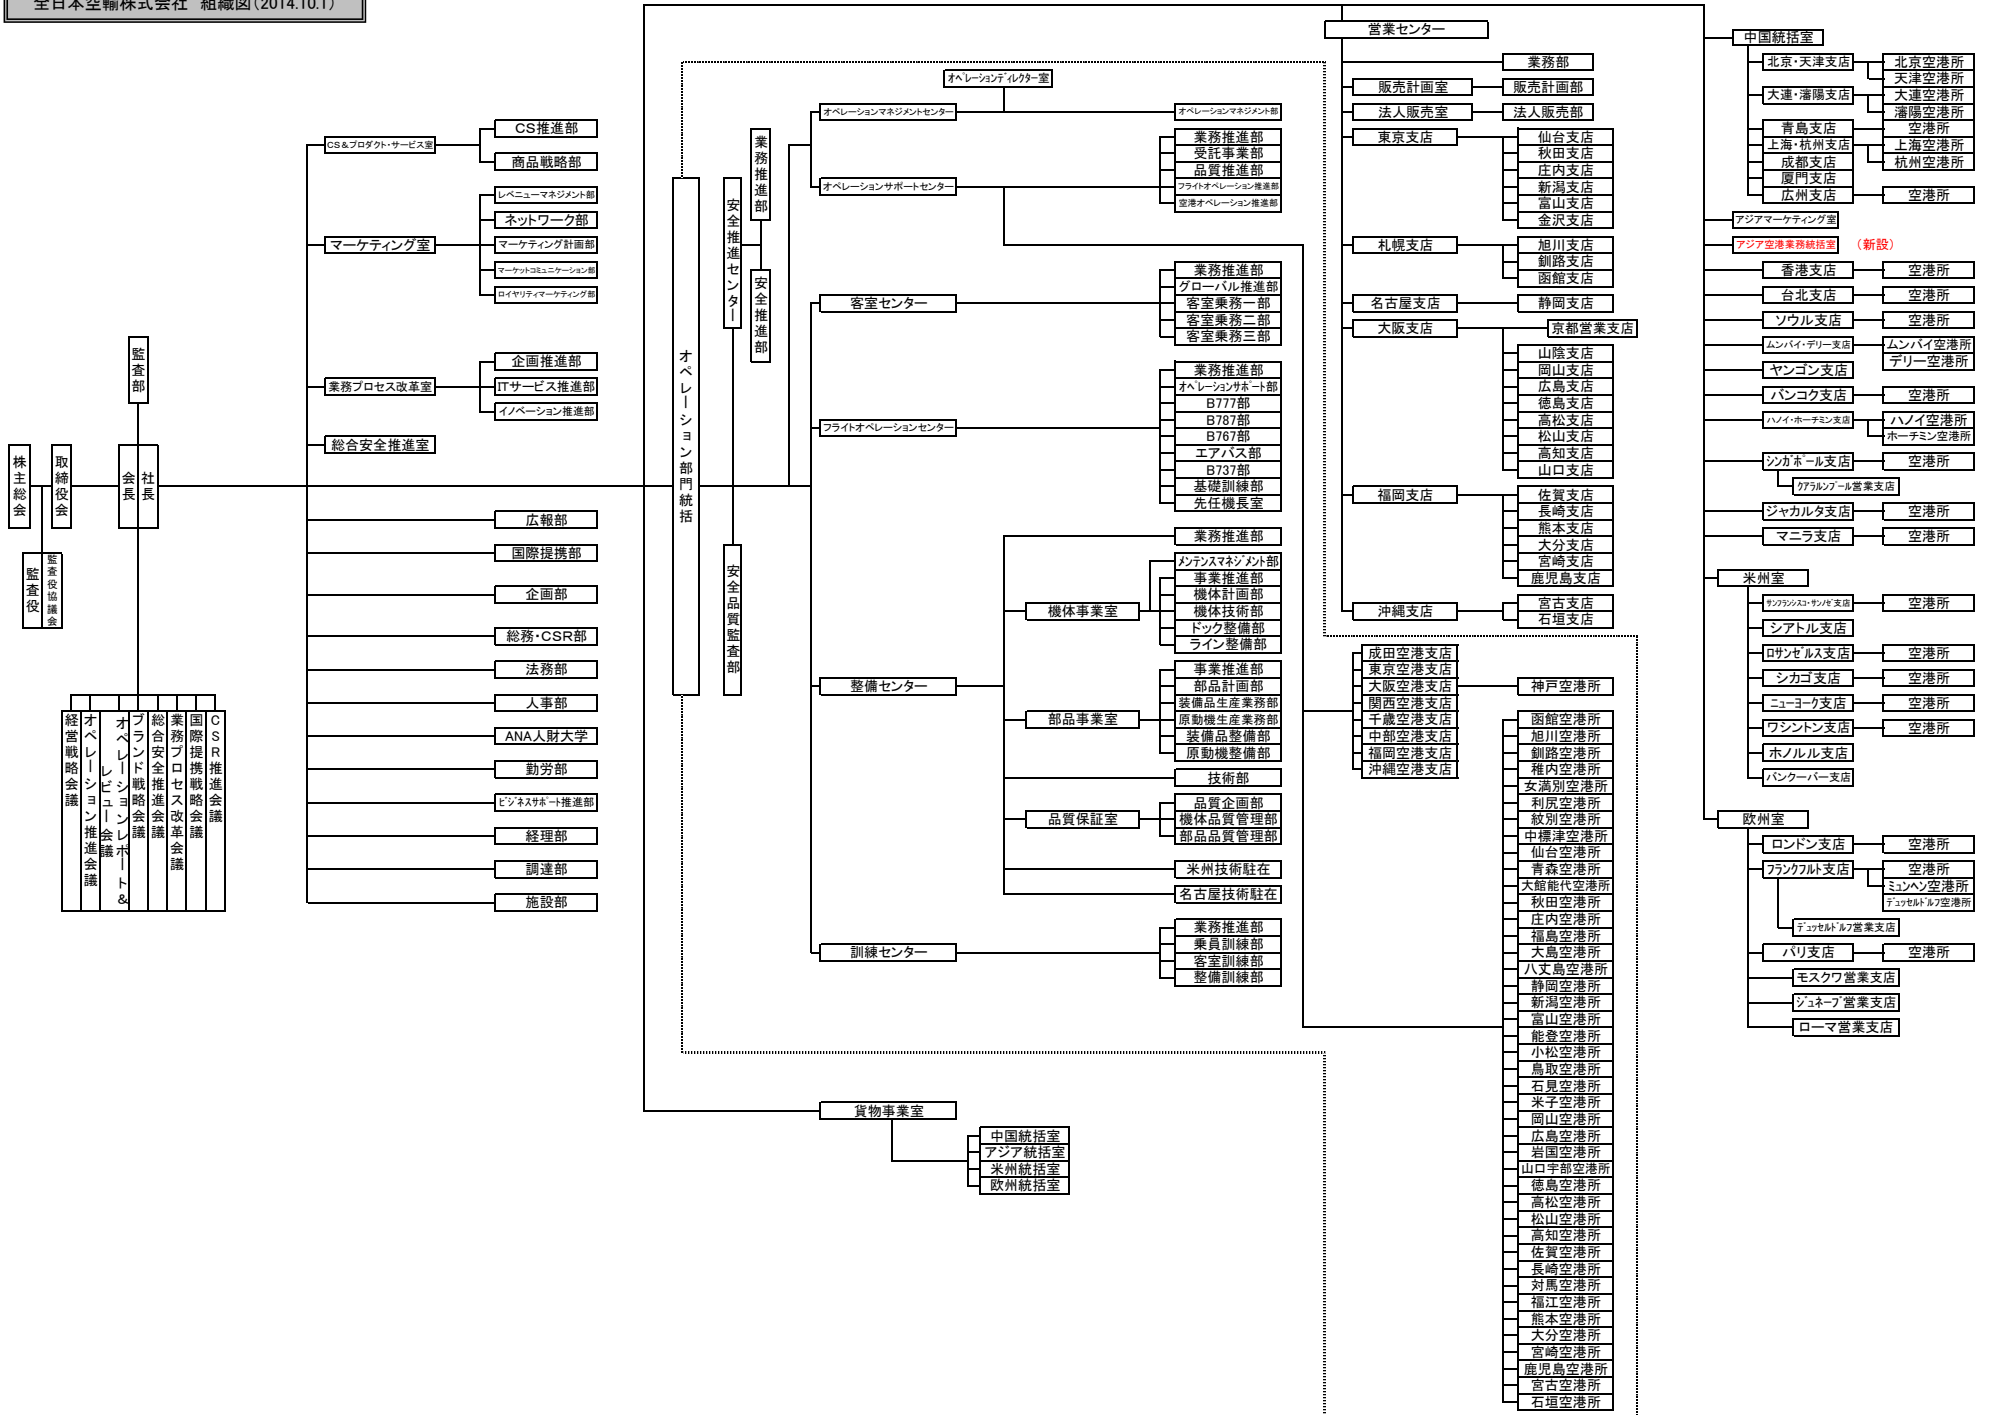 全日本空輸株式会社 組織図(2014.10.1)
株主総会
取締役会
監査役
監査役協議会
監査部
会長
社長
経営戦略会議
オペレーション推進会議
オペレーションレポート&
レビュー会議
ブランド戦略会議
総合安全推進会議
業務プロセス改革会議
国際提携戦略会議
CSR推進会議
CS&プロダクト・サービス室
CS推進部
商品戦略部
マーケティング室
レベニューマネジメント部
ネットワーク部
マーケティング計画部
マーケットコミュニケーション部
ロイヤリティマーケティング部
業務プロセス改革室
企画推進部
ITサービス推進部
イノベーション推進部
総合安全推進室
広報部
国際提携部
企画部
総務・CSR部
法務部
人事部
ANA人財大学
勤労部
ビジネスサポート推進部
経理部
調達部
施設部
オペレーション部門統括
安全推進センター
業務推進部
安全推進部
安全品質監査部
オペレーションディレクター室
オペレーションマネジメントセンター
オペレーションマネジメント部
オペレーションサポートセンター
業務推進部
受託事業部
品質推進部
フライトオペレーション推進部
空港オペレーション推進部
客室センター
業務推進部
グローバル推進部
客室乗務一部
客室乗務二部
客室乗務三部
フライトオペレーションセンター
業務推進部
オペレーションサポート部
B777部
B787部
B767部
エアバス部
B737部
基礎訓練部
先任機長室
整備センター
業務推進部
機体事業室
メンテンスマネジメント部
事業推進部
機体計画部
機体技術部
ドック整備部
ライン整備部
部品事業室
事業推進部
部品計画部
装備品生産業務部
原動機生産業務部
装備品整備部
原動機整備部
技術部
品質保証室
品質企画部
機体品質管理部
部品品質管理部
米州技術駐在
名古屋技術駐在
訓練センター
業務推進部
乗員訓練部
客室訓練部
整備訓練部
貨物事業室
中国統括室
アジア統括室
米州統括室
欧州統括室
営業センター
業務部
販売計画室
販売計画部
法人販売室
法人販売部
東京支店
仙台支店
秋田支店
庄内支店
新潟支店
富山支店
金沢支店
札幌支店
旭川支店
釧路支店
函館支店
名古屋支店
静岡支店
大阪支店
京都営業支店
山陰支店
岡山支店
広島支店
徳島支店
高松支店
松山支店
高知支店
山口支店
福岡支店
佐賀支店
長崎支店
熊本支店
大分支店
宮崎支店
鹿児島支店
沖縄支店
宮古支店
石垣支店
成田空港支店
東京空港支店
大阪空港支店
関西空港支店
千歳空港支店
中部空港支店
福岡空港支店
沖縄空港支店
神戸空港所
函館空港所
旭川空港所
釧路空港所
稚内空港所
女満別空港所
利尻空港所
紋別空港所
中標津空港所
仙台空港所
青森空港所
大館能代空港所
秋田空港所
庄内空港所
福島空港所
大島空港所
八丈島空港所
静岡空港所
新潟空港所
富山空港所
能登空港所
小松空港所
鳥取空港所
石見空港所
米子空港所
岡山空港所
広島空港所
岩国空港所
山口宇部空港所
徳島空港所
高松空港所
松山空港所
高知空港所
佐賀空港所
長崎空港所
対馬空港所
福江空港所
熊本空港所
大分空港所
宮崎空港所
鹿児島空港所
宮古空港所
石垣空港所
中国統括室
北京・天津支店
北京空港所
天津空港所
大連・瀋陽支店
大連空港所
瀋陽空港所
青島支店
空港所
上海・杭州支店
上海空港所
杭州空港所
成都支店
厦門支店
広州支店
空港所
アジアマーケティング室
アジア空港業務統括室 (新設)
香港支店
空港所
台北支店
空港所
ソウル支店
空港所
ムンバイ・デリー支店
ムンバイ空港所
デリー空港所
ヤンゴン支店
バンコク支店
空港所
ハノイ・ホーチミン支店
ハノイ空港所
ホーチミン空港所
シンガポール支店
空港所
クアラルンプール営業支店
ジャカルタ支店
空港所
マニラ支店
空港所
米州室
サンフランシスコ・サンノゼ支店
空港所
シアトル支店
ロサンゼルス支店
空港所
シカゴ支店
空港所
ニューヨーク支店
空港所
ワシントン支店
空港所
ホノルル支店
バンクーバー支店
欧州室
ロンドン支店
空港所
フランクフルト支店
空港所
ミュンヘン空港所
デュッセルドルフ空港所
デュッセルドルフ営業支店
パリ支店
空港所
モスクワ営業支店
ジュネーブ営業支店
ローマ営業支店